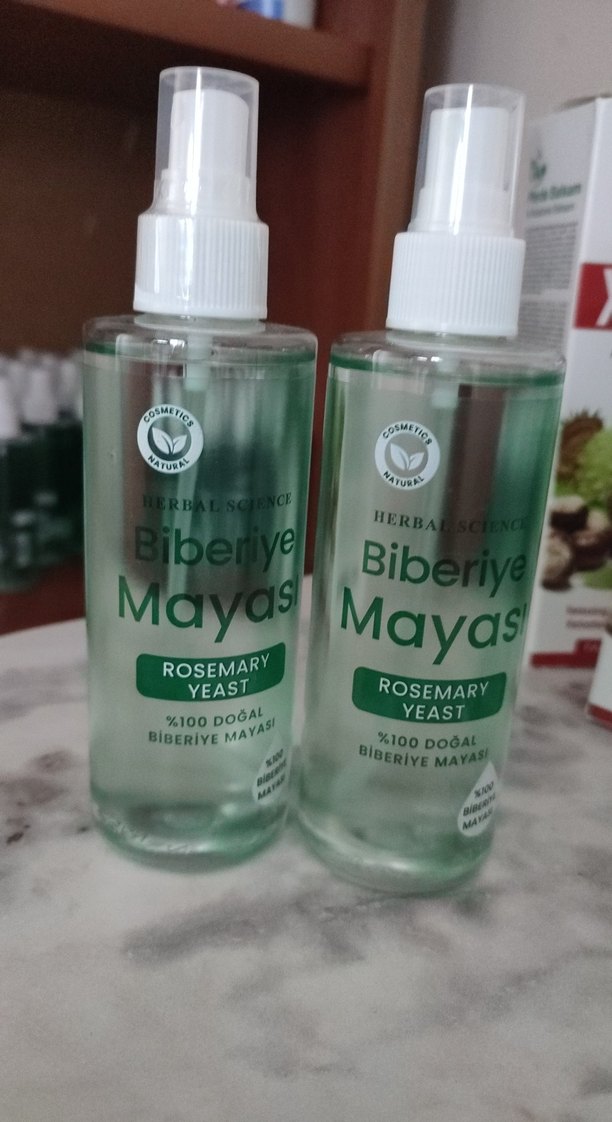 COSMETICS
NATURAL
HERBAL SCIENCE
Biberiye
Mayası
ROSEMARY
YEAST
%100 DOĞAL
BİBERİYE MAYASI
%100
BİBERİYE
MAYASI
COSMETICS
NATURAL
HERBAL SCIENCE
Biberiye
Mayası
ROSEMARY
YEAST
%100 DOĞAL
BİBERİYE MAYASI
%100
BİBERİYE
MAYASI